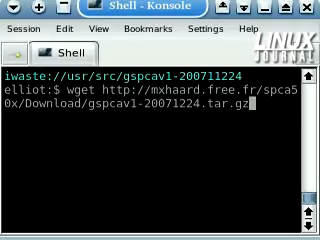 Shell - Konsole
Session Edit View Bookmarks Settings Help
Shell
LINUX
JOURNAL
iwaste://usr/src/gspcav1-200711224
elliot:$ wget http://mxhaard.free.fr/spca5
0x/Download/gspcav1-20071224.tar.gz